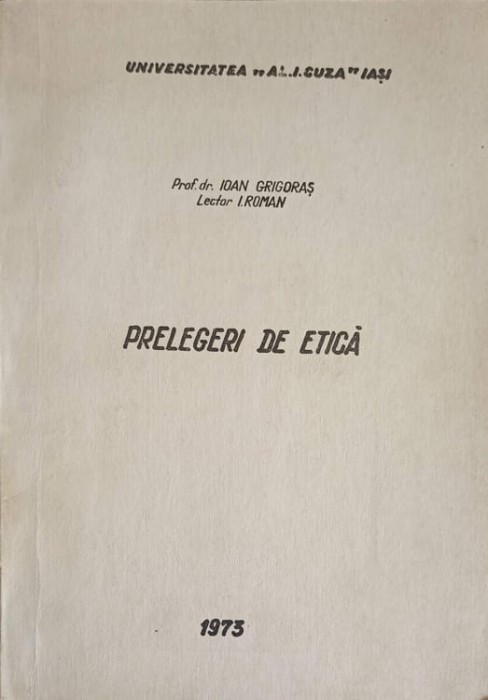 UNIVERSITATEA „AL.I.CUZA” IAȘI
Prof. dr. IOAN GRIGORAȘ
Lector I.ROMAN
PRELEGERI DE ETICĂ
1973